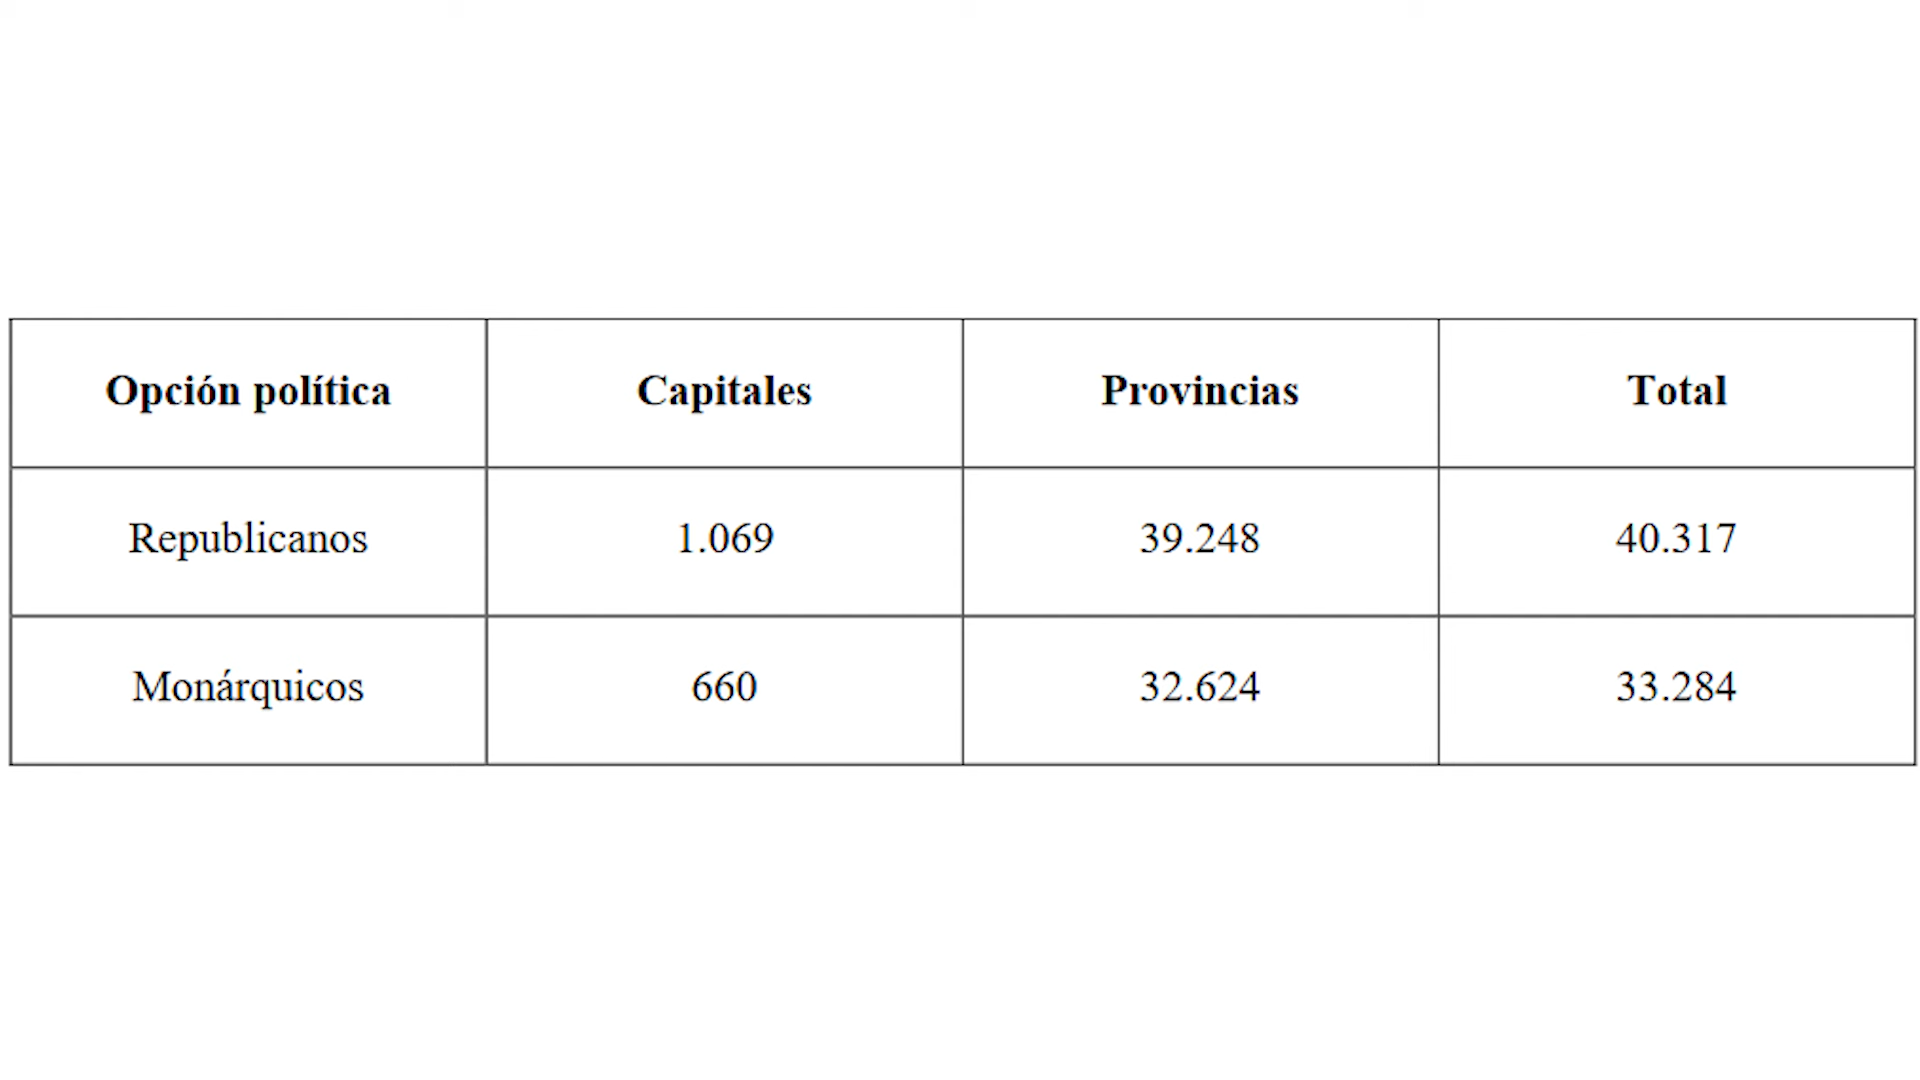 Opción política Capitales Provincias Total
Republicanos 1.069 39.248 40.317
Monárquicos 660 32.624 33.284